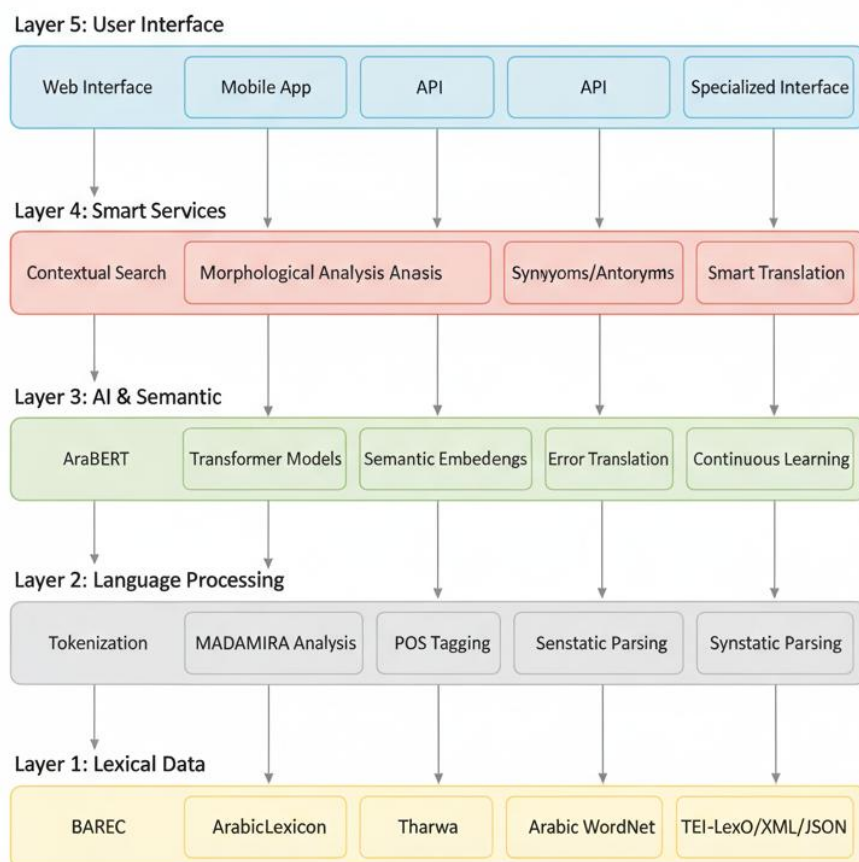 Layer 5: User Interface
Web Interface
Mobile App
API
API
Specialized Interface
Layer 4: Smart Services
Contextual Search
Morphological Analysis Anasis
Synyyoms/Antoryms
Smart Translation
Layer 3: AI & Semantic
AraBERT
Transformer Models
Semantic Embedengs
Error Translation
Continuous Learning
Layer 2: Language Processing
Tokenization
MADAMIRA Analysis
POS Tagging
Senstatic Parsing
Synstatic Parsing
Layer 1: Lexical Data
BAREC
ArabicLexicon
Tharwa
Arabic WordNet
TEI-LexO/XML/JSON